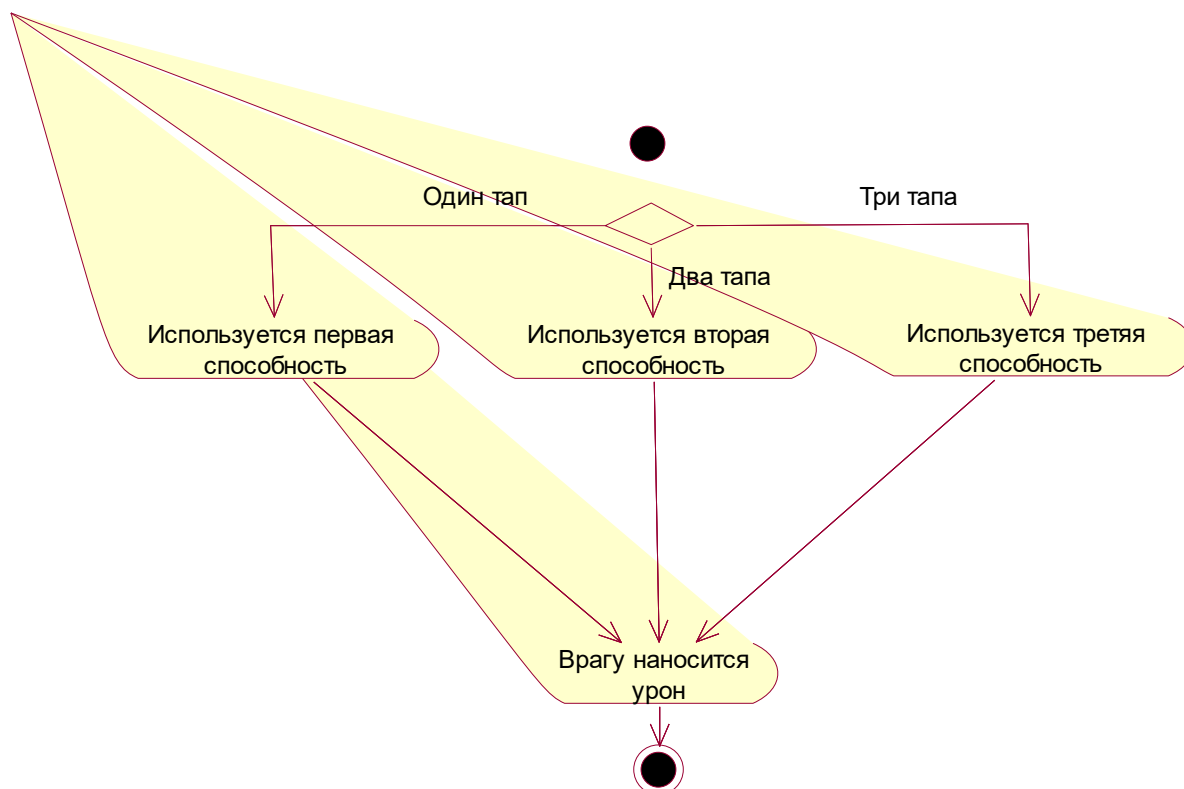 Один тап
Три тапа
Два тапа
Используется первая
способность
Используется вторая
способность
Используется третяя
способность
Врагу наносится
урон